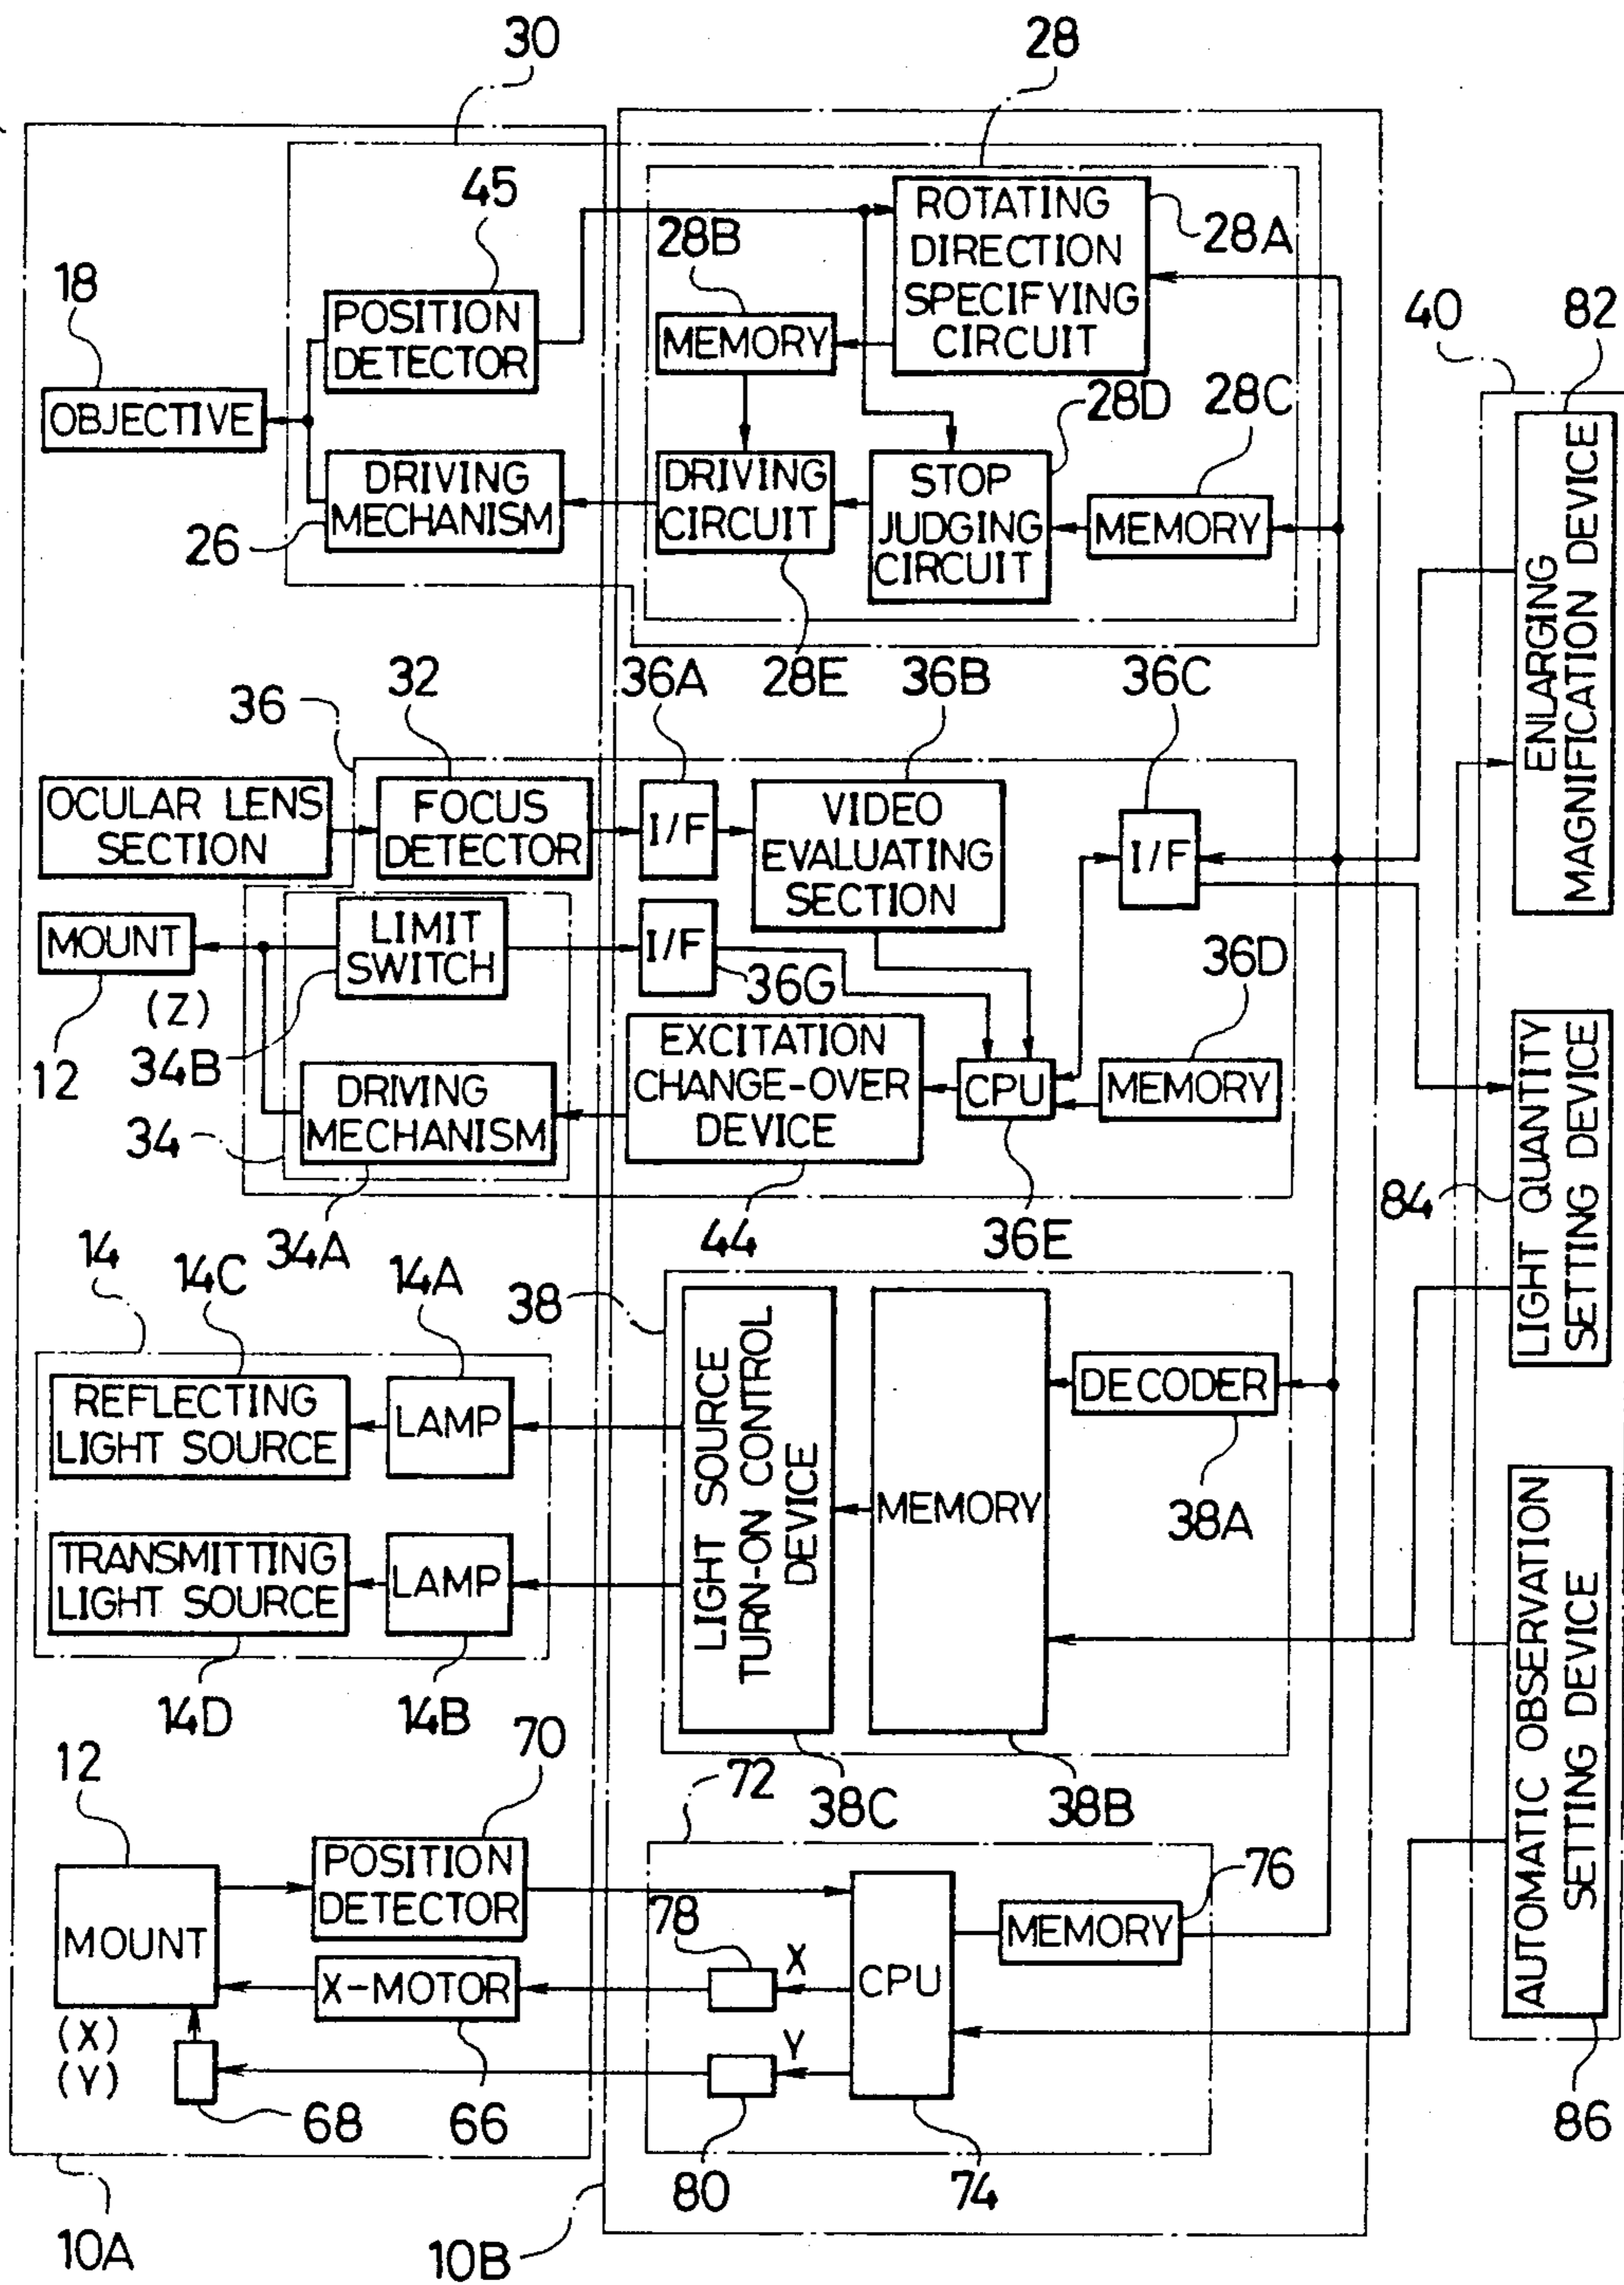 30
28
45
ROTATING
DIRECTION
SPECIFYING
CIRCUIT
28A
28B
18
POSITION
DETECTOR
MEMORY
40
82
OBJECTIVE
28D
28C
DRIVING
MECHANISM
26
DRIVING
CIRCUIT
STOP
JUDGING
CIRCUIT
MEMORY
ENLARGING
MAGNIFICATION DEVICE
36
32
36A
28E
36B
36C
OCULAR LENS
SECTION
FOCUS
DETECTOR
I/F
VIDEO
EVALUATING
SECTION
I/F
MOUNT
(Z)
12
LIMIT
SWITCH
34B
I/F
36G
36D
DRIVING
MECHANISM
34
34A
EXCITATION
CHANGE-OVER
DEVICE
44
CPU
36E
MEMORY
LIGHT QUANTITY
SETTING DEVICE
84
14
14C
14A
38
REFLECTING
LIGHT SOURCE
LAMP
LIGHT SOURCE
TURN-ON CONTROL
DEVICE
MEMORY
DECODER
38A
TRANSMITTING
LIGHT SOURCE
LAMP
14D
14B
38C
38B
AUTOMATIC OBSERVATION
SETTING DEVICE
86
12
70
72
MOUNT
(X)
(Y)
POSITION
DETECTOR
78
X
CPU
MEMORY
76
X-MOTOR
Y
68
66
80
74
10A
10B